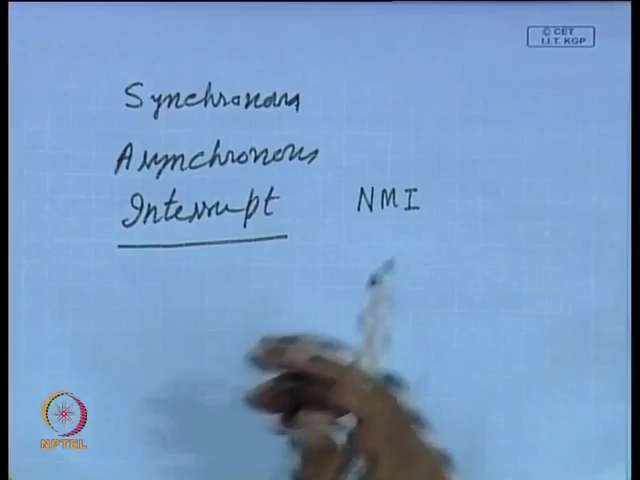 © CET
I.I.T. KGP
Synchronous
Asynchronous
Interrupt NMI
NPTEL